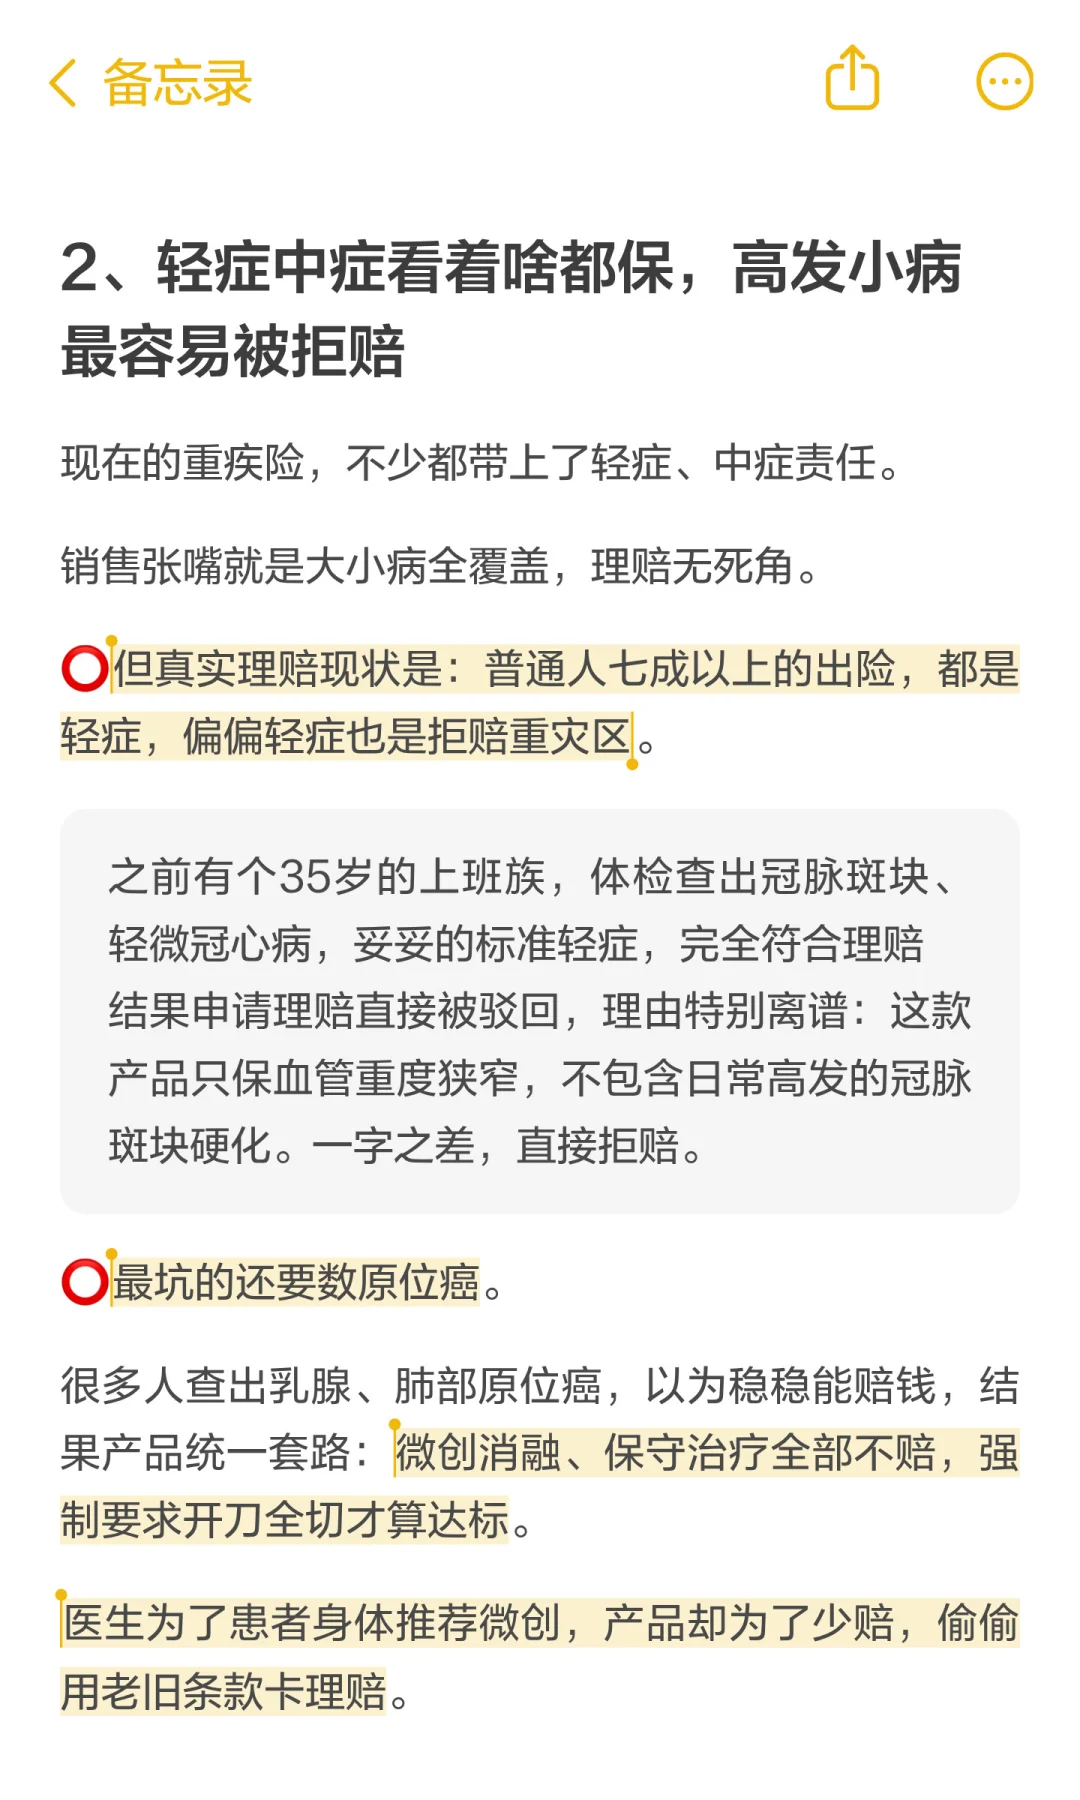 备忘录
2、轻症中症看着啥都保，高发小病
最容易被拒赔
现在的重疾险，不少都带上了轻症、中症责任。
销售张嘴就是大小病全覆盖，理赔无死角。
⭕但真实理赔现状是：普通人七成以上的出险，都是
轻症，偏偏轻症也是拒赔重灾区。
之前有个35岁的上班族，体检查出冠脉斑块、
轻微冠心病，妥妥的标准轻症，完全符合理赔
结果申请理赔直接被驳回，理由特别离谱：这款
产品只保血管重度狭窄，不包含日常高发的冠脉
斑块硬化。一字之差，直接拒赔。
⭕最坑的还要数原位癌。
很多人查出乳腺、肺部原位癌，以为稳稳能赔钱，结
果产品统一套路：微创消融、保守治疗全部不赔，强
制要求开刀全切才算达标。
医生为了患者身体推荐微创，产品却为了少赔，偷偷
用老旧条款卡理赔。